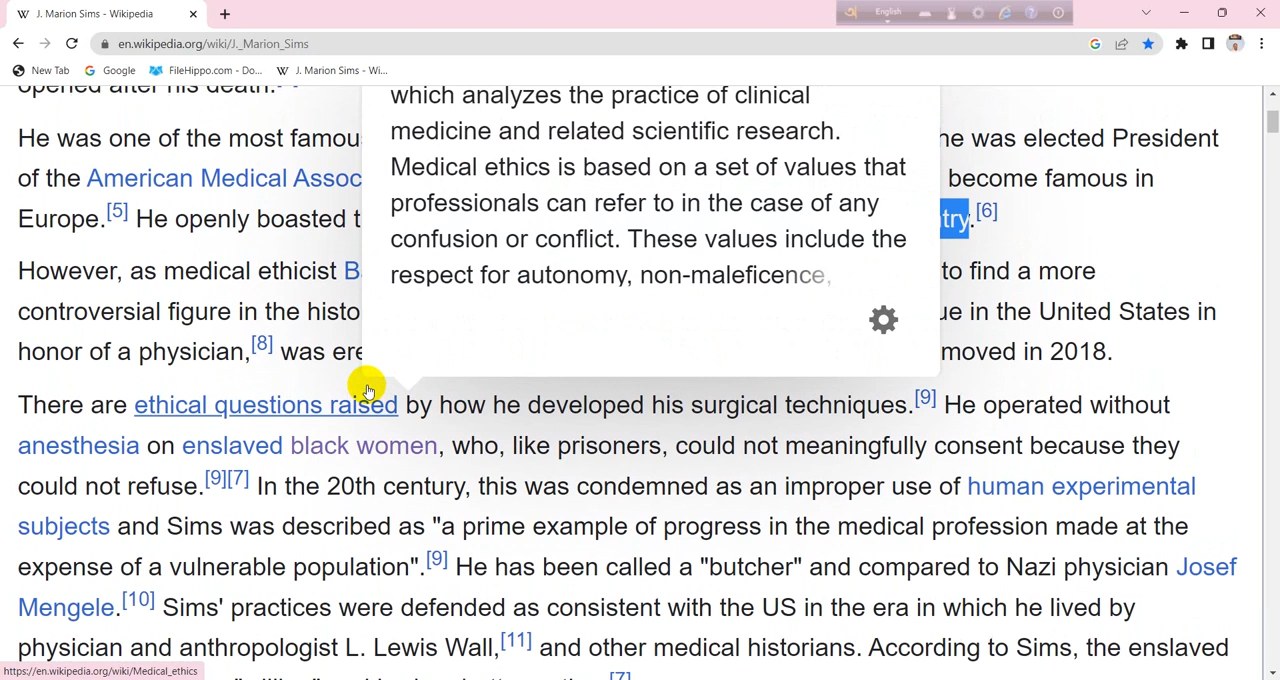 J. Marion Sims - Wikipedia
English
en.wikipedia.org/wiki/J._Marion_Sims
New Tab
Google
FileHippo.com - Do...
J. Marion Sims - Wi...
opened after his death.
which analyzes the practice of clinical
medicine and related scientific research.
Medical ethics is based on a set of values that
professionals can refer to in the case of any
confusion or conflict. These values include the
respect for autonomy, non-maleficence,
He was one of the most famou he was elected President
of the American Medical Assoc become famous in
Europe.[5] He openly boasted t try.[6]
However, as medical ethicist B to find a more
controversial figure in the histo ue in the United States in
honor of a physician,[8] was ere moved in 2018.
There are ethical questions raised by how he developed his surgical techniques.[9] He operated without
anesthesia on enslaved black women, who, like prisoners, could not meaningfully consent because they
could not refuse.[9][7] In the 20th century, this was condemned as an improper use of human experimental
subjects and Sims was described as "a prime example of progress in the medical profession made at the
expense of a vulnerable population".[9] He has been called a "butcher" and compared to Nazi physician Josef
Mengele.[10] Sims' practices were defended as consistent with the US in the era in which he lived by
physician and anthropologist L. Lewis Wall,[11] and other medical historians. According to Sims, the enslaved
[7]
https://en.wikipedia.org/wiki/Medical_ethics